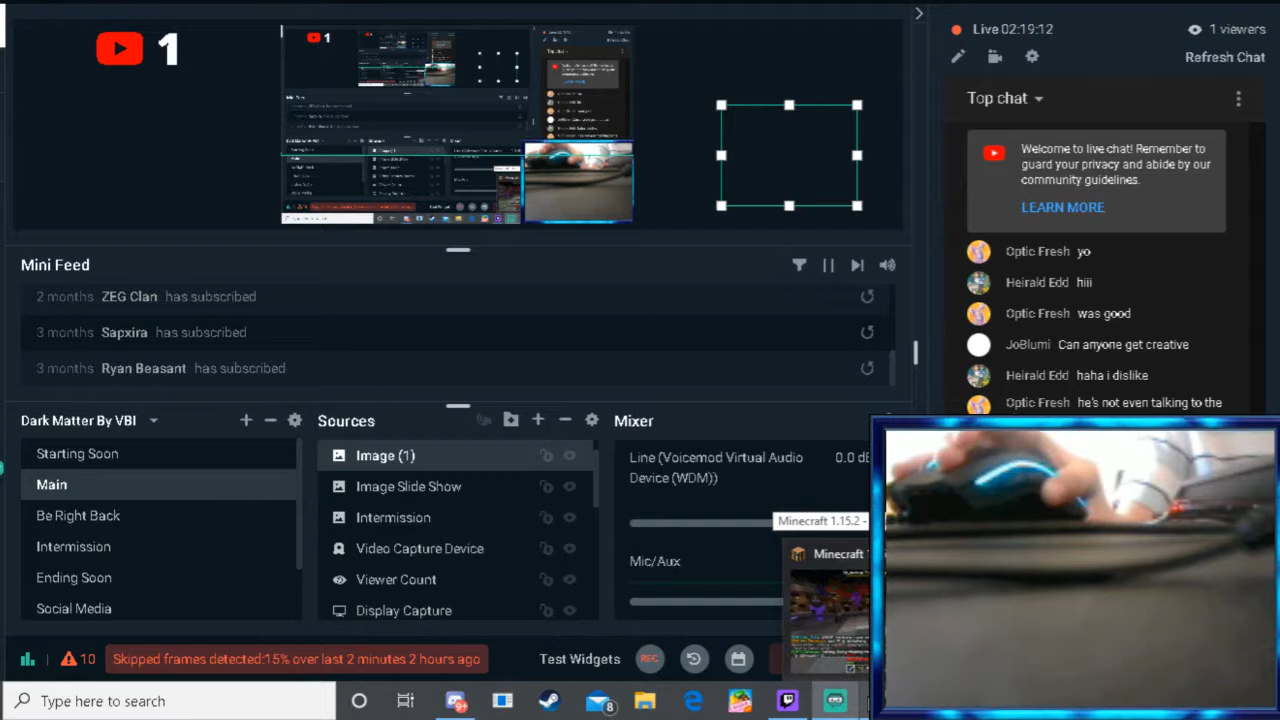 Live 02:19:12
1 viewers
Refresh Chat
1
Top chat
Welcome to live chat! Remember to
guard your privacy and abide by our
community guidelines.
LEARN MORE
Optic Fresh yo
Heirald Edd hiii
Optic Fresh was good
JoBlumi Can anyone get creative
Heirald Edd haha i dislike
Optic Fresh he's not even talking to the
Mini Feed
2 months ZEG Clan has subscribed
3 months Sapxira has subscribed
3 months Ryan Beasant has subscribed
Dark Matter By VBI
Starting Soon
Main
Be Right Back
Intermission
Ending Soon
Social Media
Sources
Image (1)
Image Slide Show
Intermission
Video Capture Device
Viewer Count
Display Capture
Mixer
Line (Voicemod Virtual Audio
Device (WDM))
0.0 dB
Minecraft 1.15.2 -
Mic/Aux
Minecraft 1
10
Skipped frames detected:15% over last 2 minutes 2 hours ago
Test Widgets
REC
Type here to search
9+
8